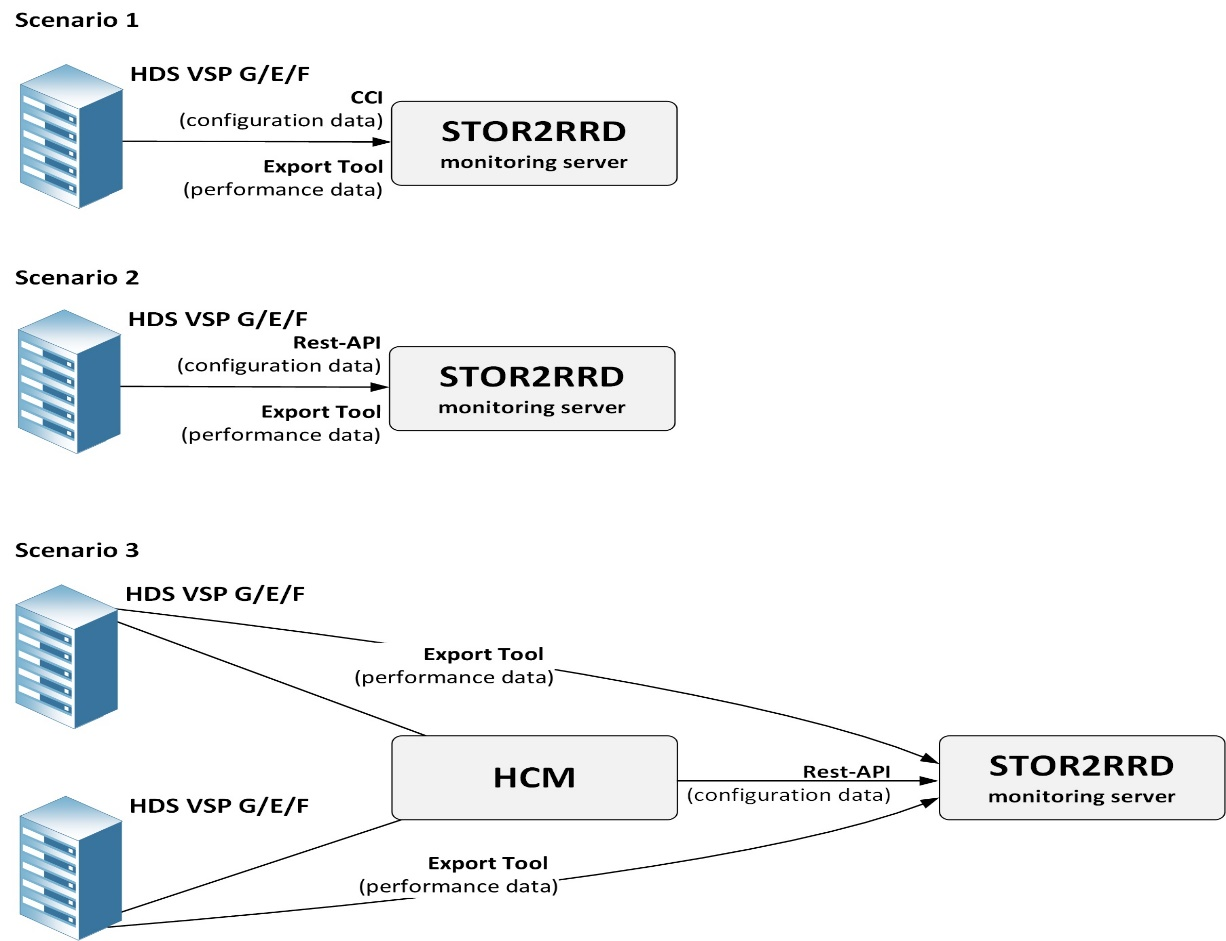 Scenario 1
HDS VSP G/E/F
CCI
(configuration data)
Export Tool
(performance data)
STOR2RRD
monitoring server
Scenario 2
HDS VSP G/E/F
Rest-API
(configuration data)
Export Tool
(performance data)
STOR2RRD
monitoring server
Scenario 3
HDS VSP G/E/F
Export Tool
(performance data)
HCM
Rest-API
(configuration data)
STOR2RRD
monitoring server
HDS VSP G/E/F
Export Tool
(performance data)